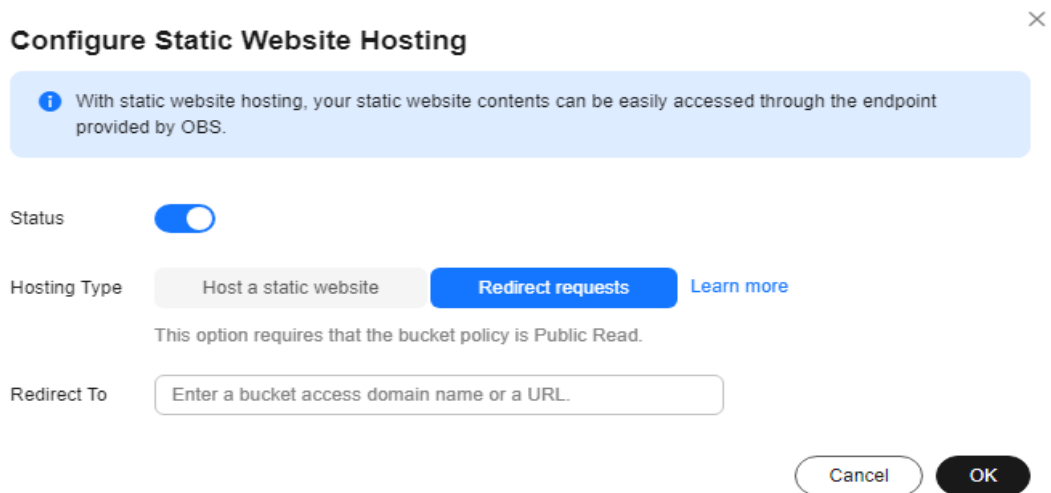 Configure Static Website Hosting
With static website hosting, your static website contents can be easily accessed through the endpoint
provided by OBS.
Status
Hosting Type
Host a static website
Redirect requests
Learn more
This option requires that the bucket policy is Public Read.
Redirect To
Enter a bucket access domain name or a URL.
Cancel
OK